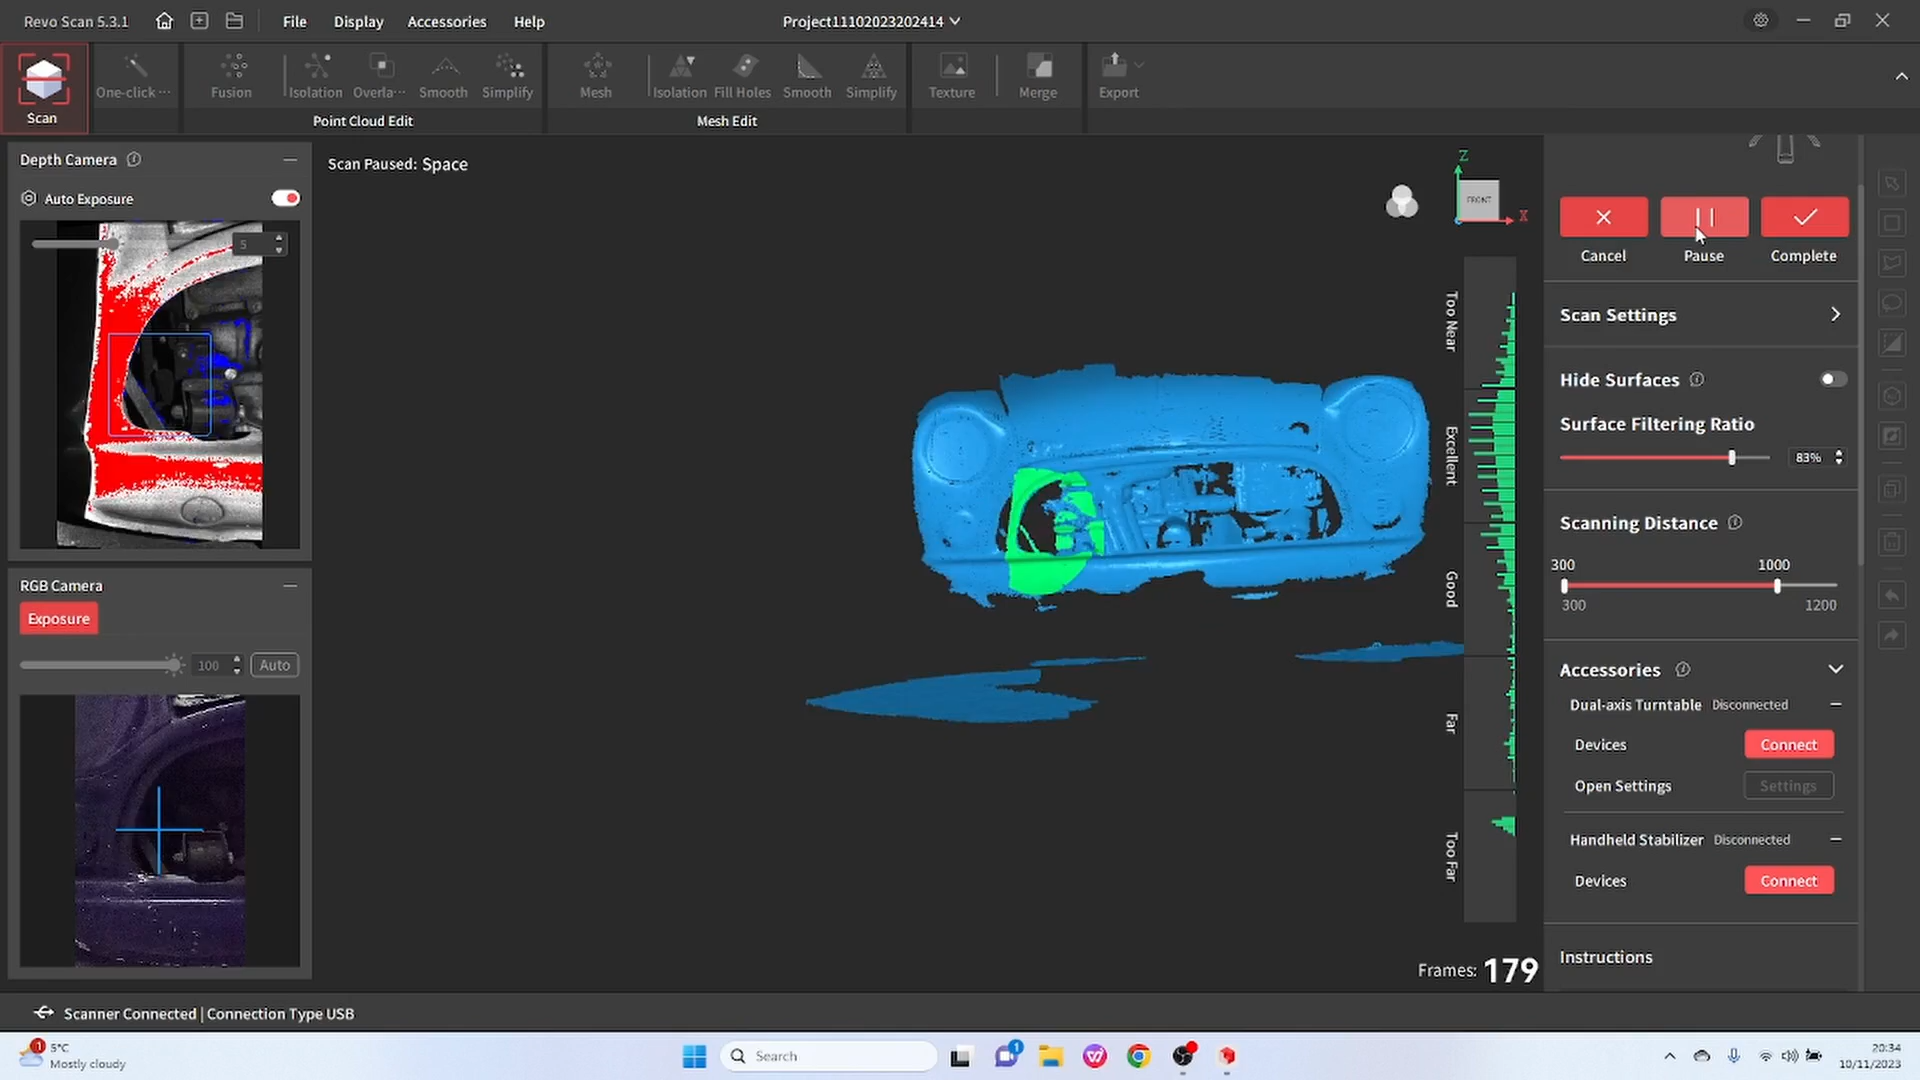 Revo Scan 5.3.1
File
Display
Accessories
Help
Project11102023202414
Scan
One-click ···
Fusion
Isolation
Overla···
Smooth
Simplify
Point Cloud Edit
Mesh
Isolation
Fill Holes
Smooth
Simplify
Mesh Edit
Texture
Merge
Export
Depth Camera
Auto Exposure
5
RGB Camera
Exposure
100
Auto
Scan Paused: Space
Z
FRONT
X
Too Near
Excellent
Good
Far
Too Far
Frames: 179
Cancel
Pause
Complete
Scan Settings
Hide Surfaces
Surface Filtering Ratio
83%
Scanning Distance
300
1000
300
1200
Accessories
Dual-axis Turntable Disconnected
Devices
Connect
Open Settings
Settings
Handheld Stabilizer Disconnected
Devices
Connect
Instructions
Scanner Connected | Connection Type USB
1
5°C
Mostly cloudy
Search
1
20:34
10/11/2023